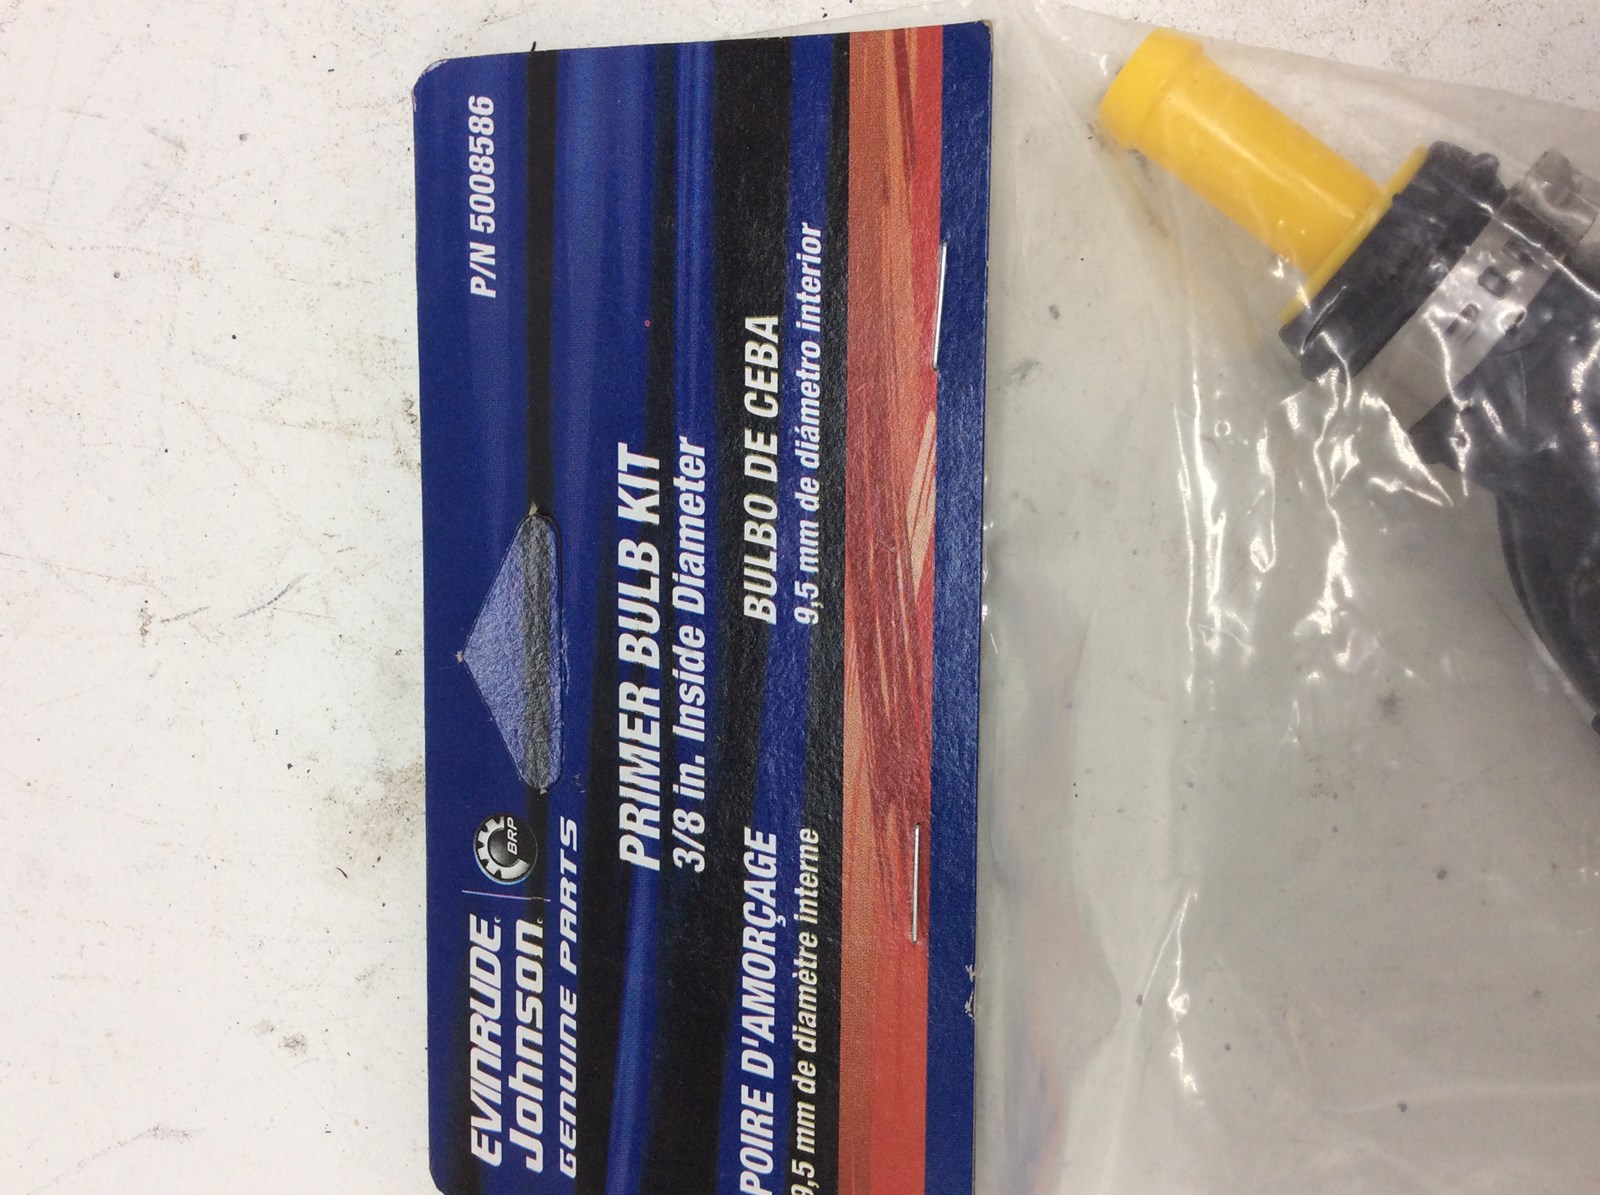 EVINRUDE
Johnson
BRP
GENUINE PARTS
P/N 5008586
PRIMER BULB KIT
3/8 in. Inside Diameter
POIRE D'AMORÇAGE
9,5 mm de diamètre interne
BULBO DE CEBA
9,5 mm de diámetro interior